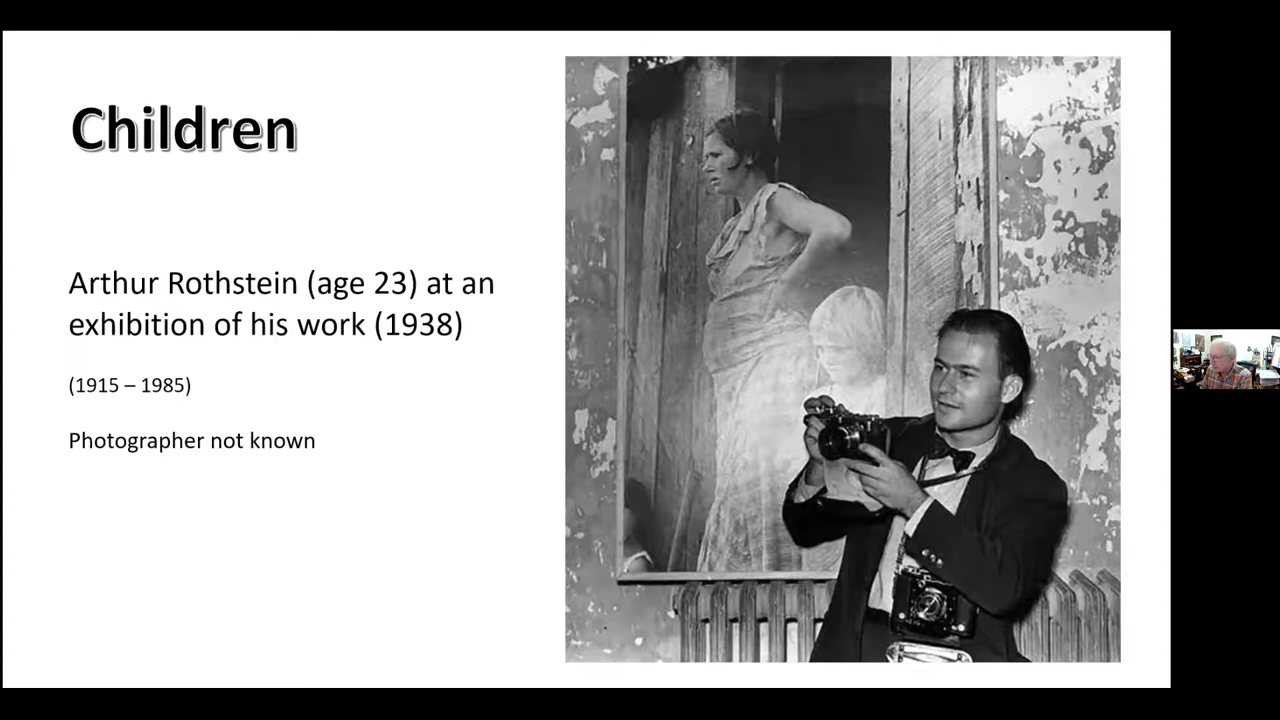 Children
Arthur Rothstein (age 23) at an
exhibition of his work (1938)
(1915 – 1985)
Photographer not known